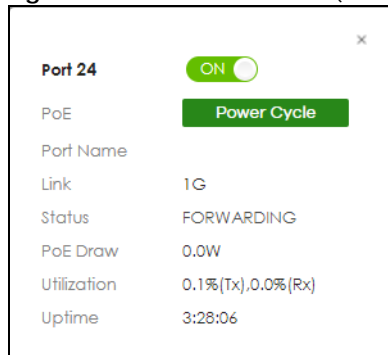 Port 24 ON
PoE Power Cycle
Port Name
Link 1G
Status FORWARDING
PoE Draw 0.0W
Utilization 0.1%(Tx),0.0%(Rx)
Uptime 3:28:06